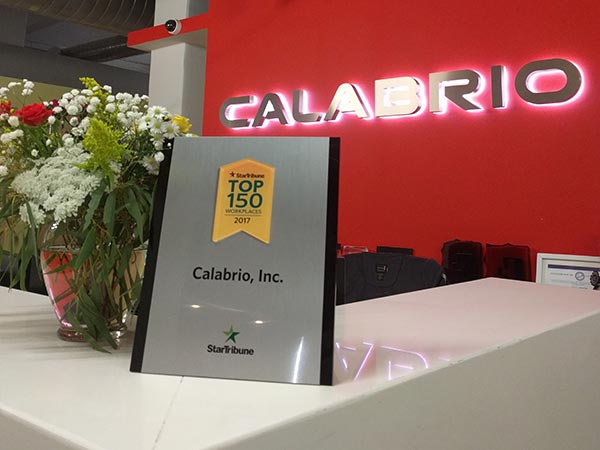 CALABRIO
StarTribune
TOP
150
WORKPLACES
2017
Calabrio, Inc.
StarTribune